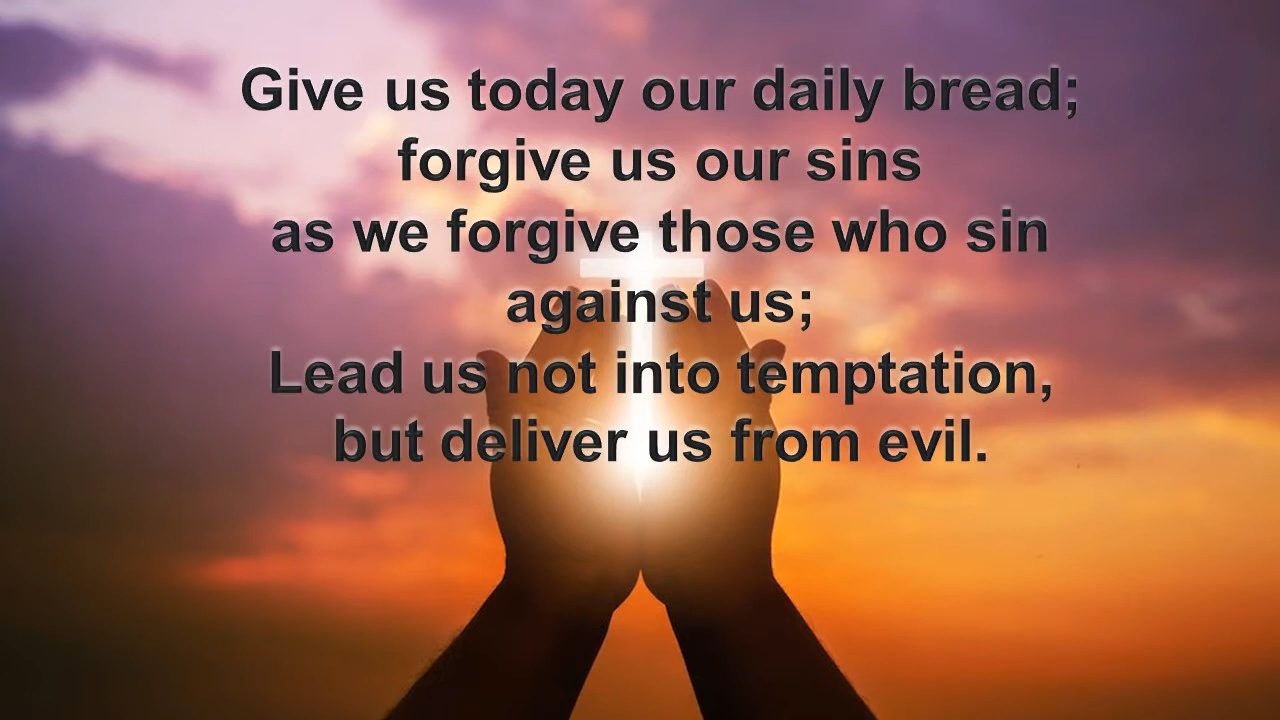 Give us today our daily bread;
forgive us our sins
as we forgive those who sin
against us;
Lead us not into temptation,
but deliver us from evil.